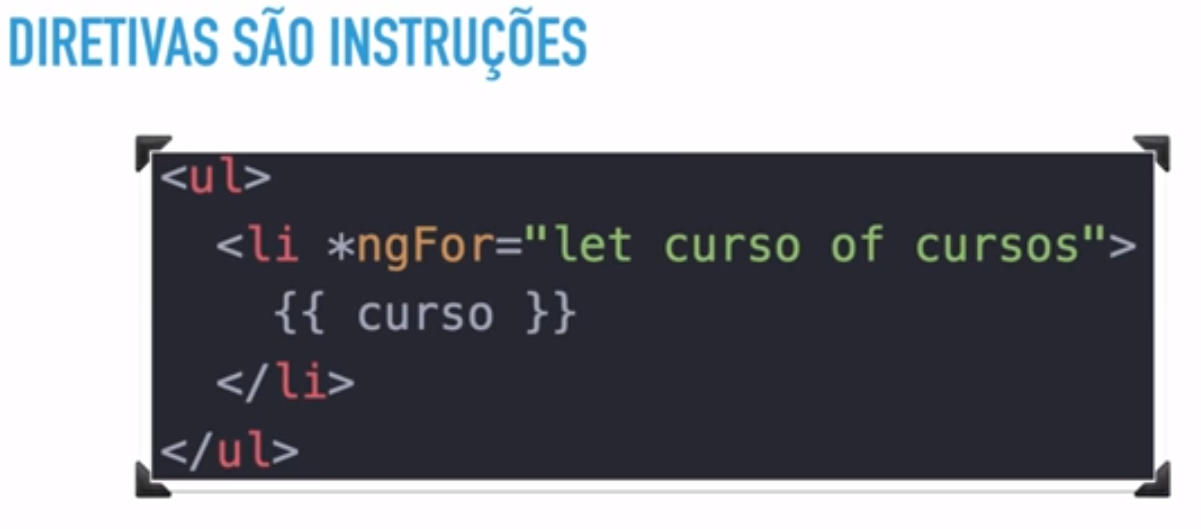 DIRETIVAS SÃO INSTRUÇÕES
<ul>
<li *ngFor="let curso of cursos">
{{ curso }}
</li>
</ul>